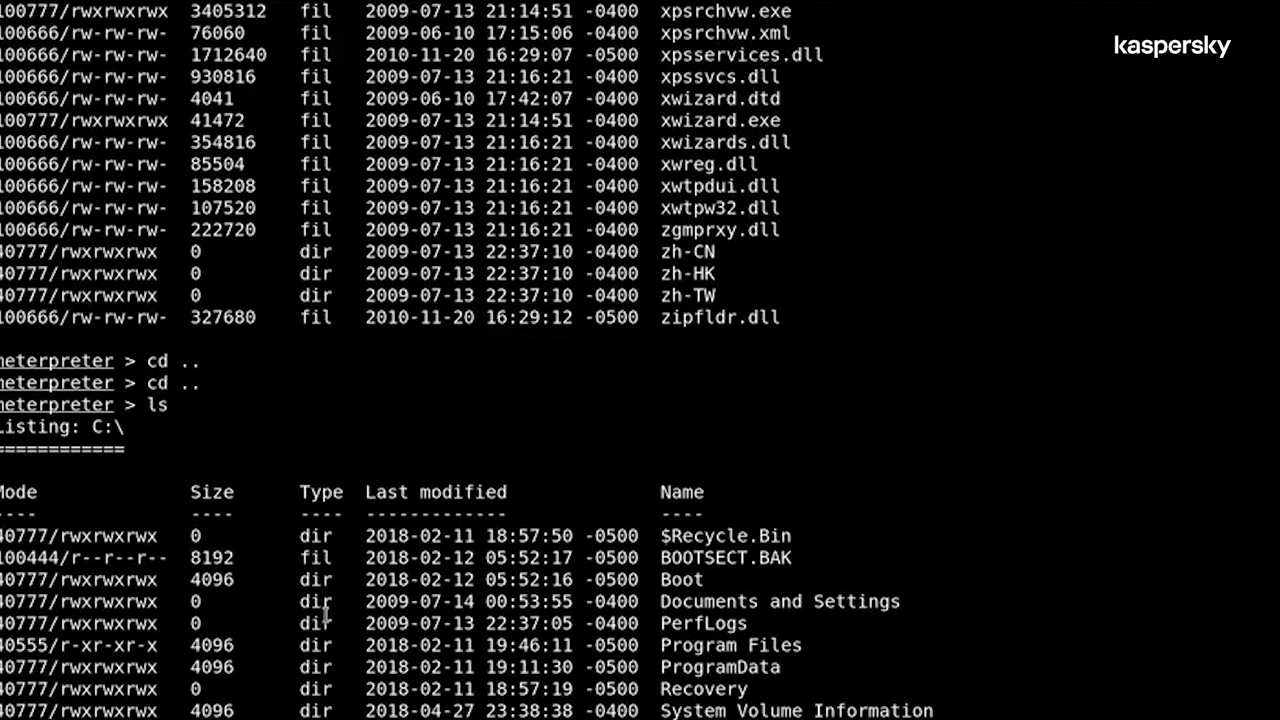 100777/rwxrwxrwx 3405312 fil 2009-07-13 21:14:51 -0400 xpsrchvw.exe
100666/rw-rw-rw- 76060 fil 2009-06-10 17:15:06 -0400 xpsrchvw.xml
kaspersky
100666/rw-rw-rw- 1712640 fil 2010-11-20 16:29:07 -0500 xpsservices.dll
100666/rw-rw-rw- 930816 fil 2009-07-13 21:16:21 -0400 xpssvcs.dll
100666/rw-rw-rw- 4041 fil 2009-06-10 17:42:07 -0400 xwizard.dtd
100777/rwxrwxrwx 41472 fil 2009-07-13 21:14:51 -0400 xwizard.exe
100666/rw-rw-rw- 354816 fil 2009-07-13 21:16:21 -0400 xwizards.dll
100666/rw-rw-rw- 85504 fil 2009-07-13 21:16:21 -0400 xwreg.dll
100666/rw-rw-rw- 158208 fil 2009-07-13 21:16:21 -0400 xwtpdui.dll
100666/rw-rw-rw- 107520 fil 2009-07-13 21:16:21 -0400 xwtpw32.dll
100666/rw-rw-rw- 222720 fil 2009-07-13 21:16:21 -0400 zgmprxy.dll
40777/rwxrwxrwx 0 dir 2009-07-13 22:37:10 -0400 zh-CN
40777/rwxrwxrwx 0 dir 2009-07-13 22:37:10 -0400 zh-HK
40777/rwxrwxrwx 0 dir 2009-07-13 22:37:10 -0400 zh-TW
100666/rw-rw-rw- 327680 fil 2010-11-20 16:29:12 -0500 zipfldr.dll
meterpreter > cd ..
meterpreter > cd ..
meterpreter > ls
Listing: C:\
============
Mode Size Type Last modified Name
---- ---- ---- ------------- ----
40777/rwxrwxrwx 0 dir 2018-02-11 18:57:50 -0500 $Recycle.Bin
100444/r--r--r-- 8192 fil 2018-02-12 05:52:17 -0500 BOOTSECT.BAK
40777/rwxrwxrwx 4096 dir 2018-02-12 05:52:16 -0500 Boot
40777/rwxrwxrwx 0 dir 2009-07-14 00:53:55 -0400 Documents and Settings
40777/rwxrwxrwx 0 dir 2009-07-13 22:37:05 -0400 PerfLogs
40555/r-xr-xr-x 4096 dir 2018-02-11 19:46:11 -0500 Program Files
40777/rwxrwxrwx 4096 dir 2018-02-11 19:11:30 -0500 ProgramData
40777/rwxrwxrwx 0 dir 2018-02-11 18:57:19 -0500 Recovery
40777/rwxrwxrwx 4096 dir 2018-04-27 23:38:38 -0400 System Volume Information